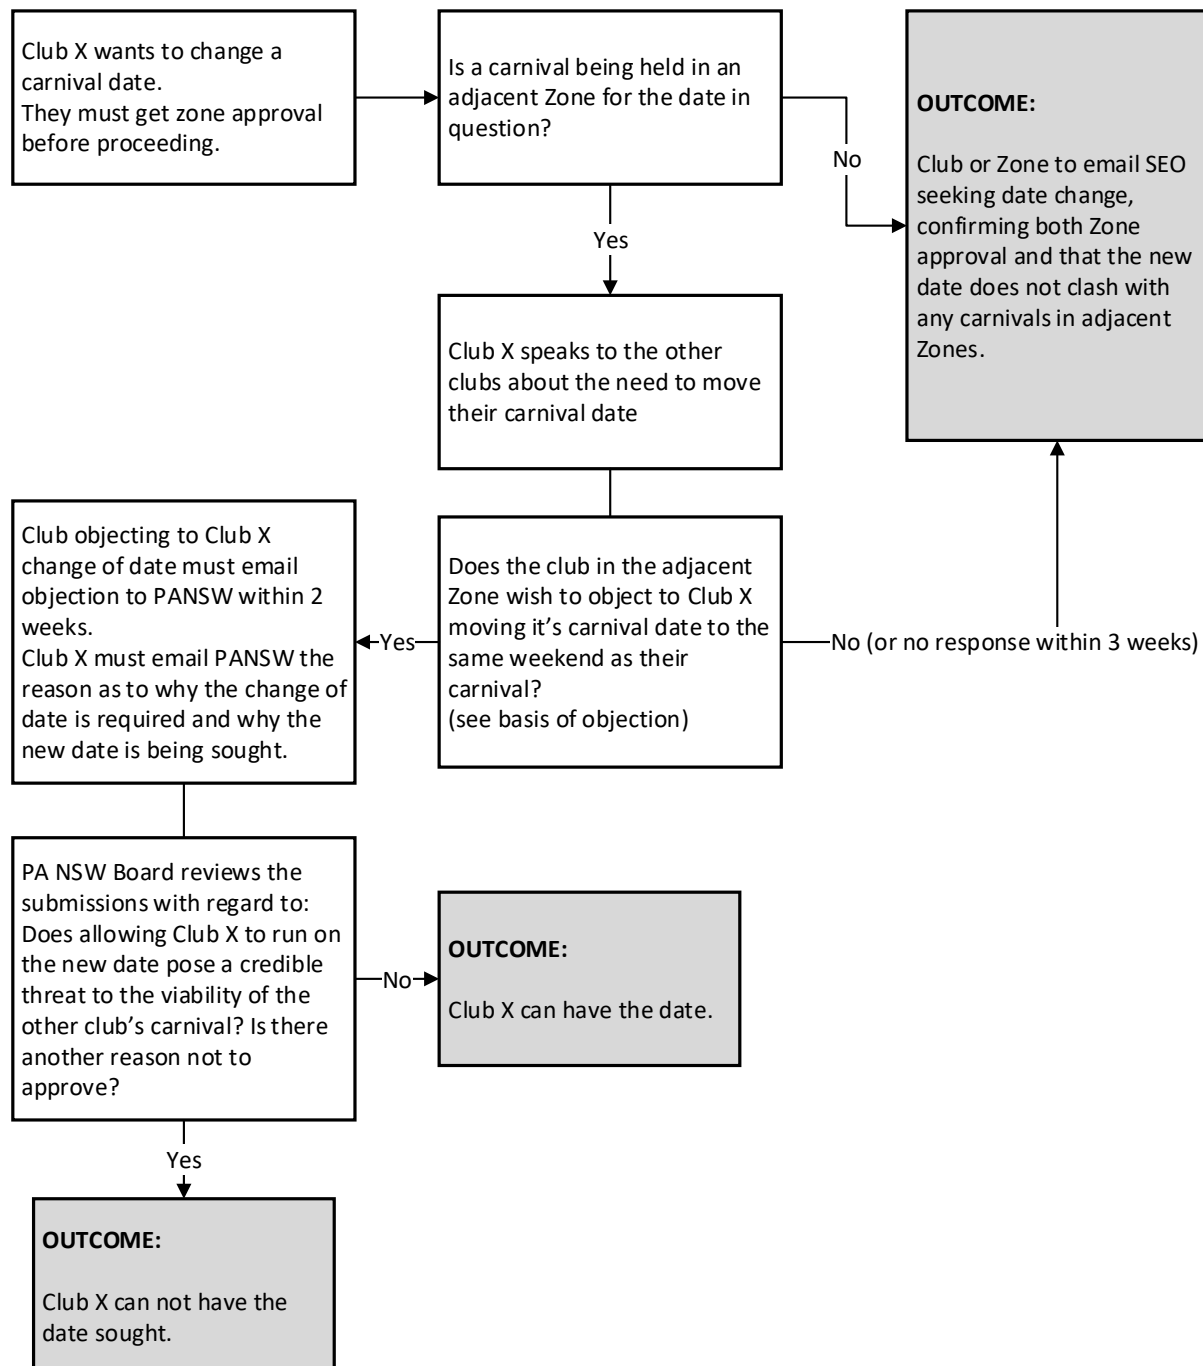 Club X wants to change a
carnival date.
They must get zone approval
before proceeding.
Is a carnival being held in an
adjacent Zone for the date in
question?
No
OUTCOME:
Club or Zone to email SEO
seeking date change,
confirming both Zone
approval and that the new
date does not clash with
any carnivals in adjacent
Zones.
Yes
Club X speaks to the other
clubs about the need to move
their carnival date
Does the club in the adjacent
Zone wish to object to Club X
moving it’s carnival date to the
same weekend as their
carnival?
(see basis of objection)
No (or no response within 3 weeks)
Yes
Club objecting to Club X
change of date must email
objection to PANSW within 2
weeks.
Club X must email PANSW the
reason as to why the change of
date is required and why the
new date is being sought.
PA NSW Board reviews the
submissions with regard to:
Does allowing Club X to run on
the new date pose a credible
threat to the viability of the
other club’s carnival? Is there
another reason not to
approve?
No
OUTCOME:
Club X can have the date.
Yes
OUTCOME:
Club X can not have the
date sought.